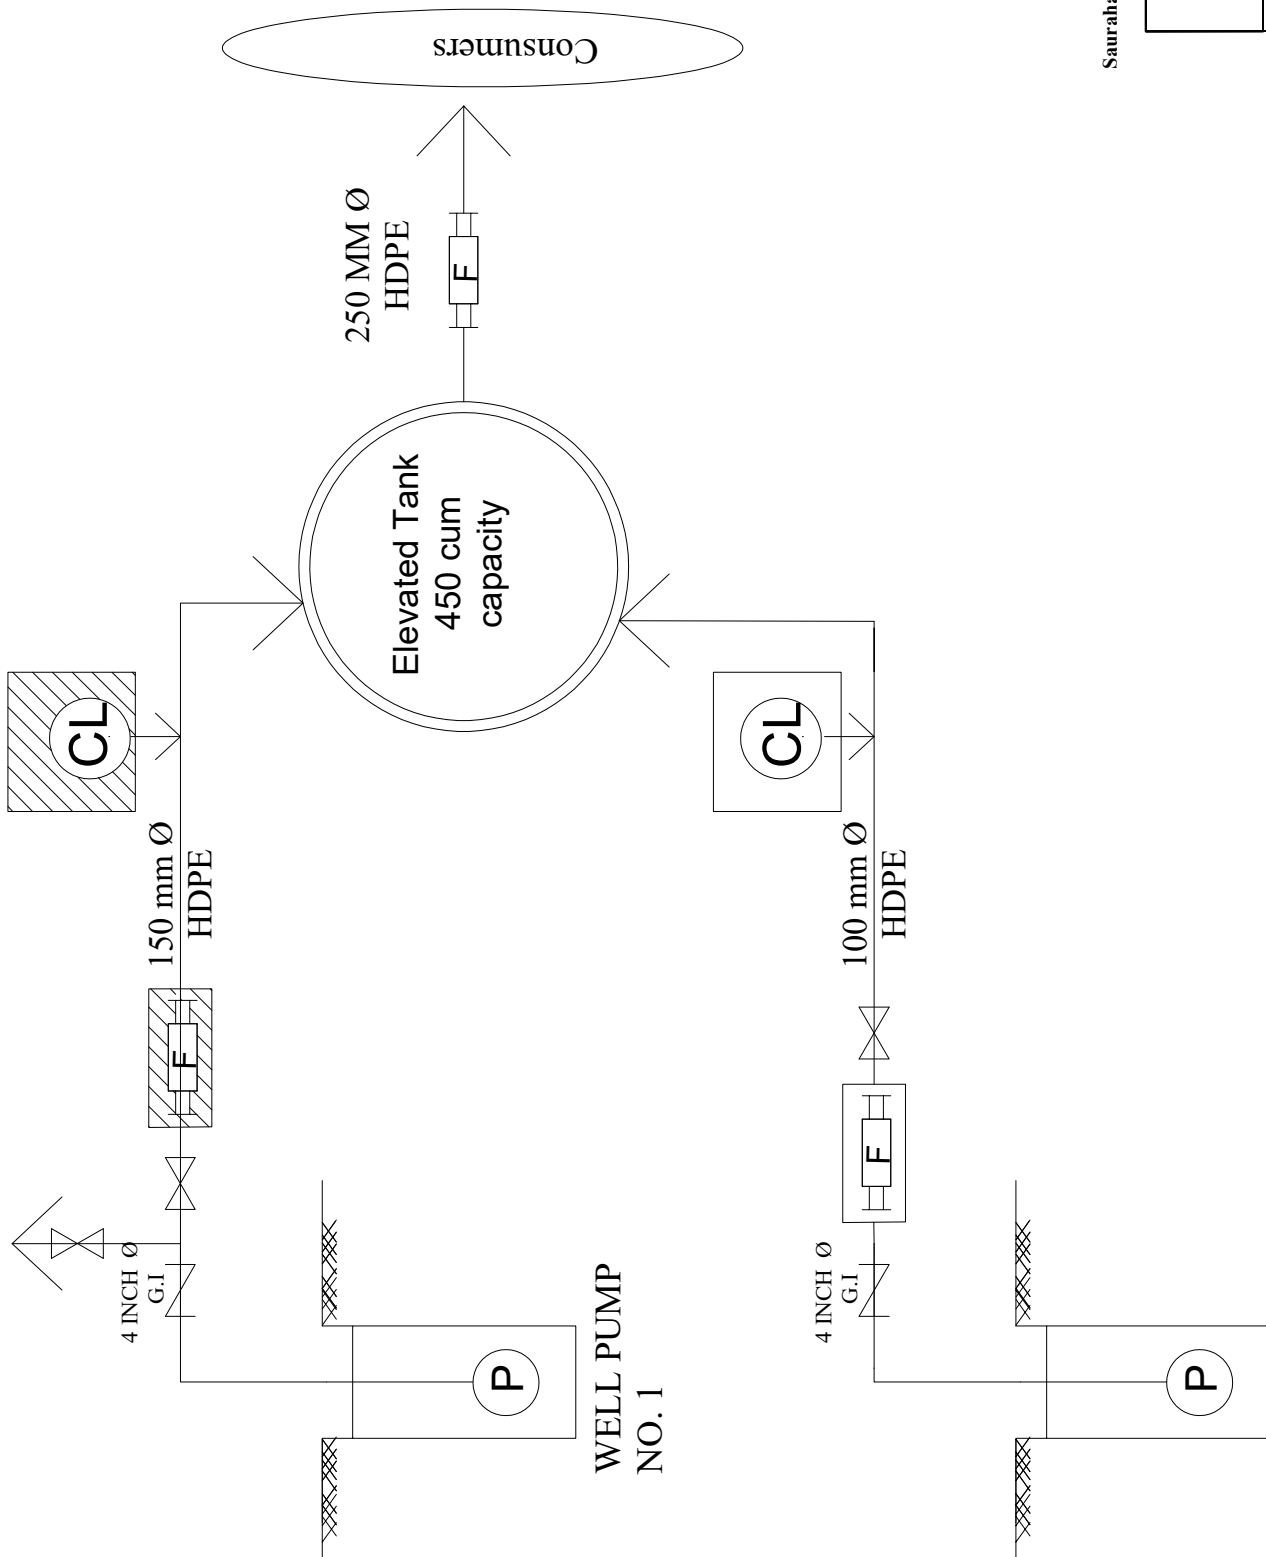 Consumers
250 MM Ø
HDPE
F
Elevated Tank
450 cum
capacity
CL
150 mm Ø
HDPE
F
4 INCH Ø
G.I
P
WELL PUMP
NO. 1
CL
100 mm Ø
HDPE
F
4 INCH Ø
G.I
P
Sauraha